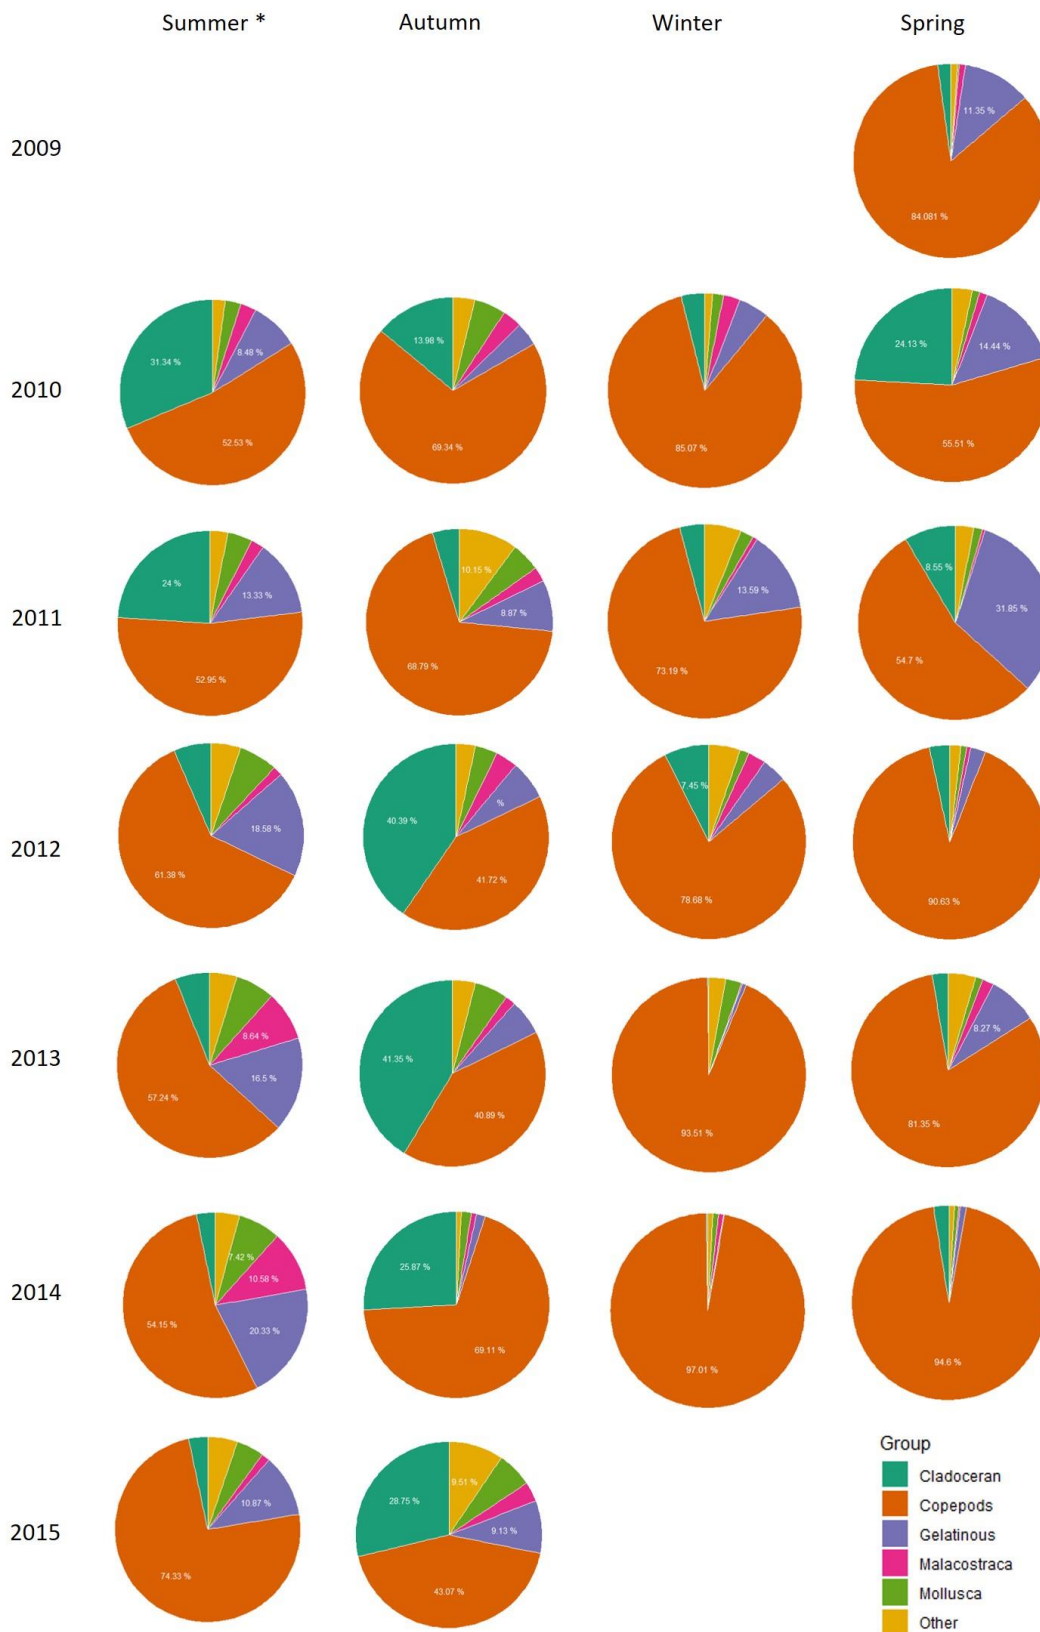 Summer * Autumn Winter Spring
2009
11.35 %
84.081 %
2010
31.34 % 8.48 % 13.98 % 24.13 % 14.44 %
52.53 % 69.34 % 85.07 % 55.51 %
2011
24 % 13.33 % 10.15 % 8.87 % 13.59 % 8.55 % 31.85 %
52.95 % 68.79 % 73.19 % 54.7 %
2012
18.58 % 40.39 % % 7.45 %
61.38 % 41.72 % 78.68 % 90.63 %
2013
8.64 % 16.5 % 41.35 % 8.27 %
57.24 % 40.89 % 93.51 % 81.35 %
2014
7.42 % 10.58 % 20.33 % 25.87 %
54.15 % 69.11 % 97.01 % 94.6 %
2015
10.87 % 28.75 % 9.51 % 9.13 %
74.33 % 43.07 %
Group
Cladoceran
Copepods
Gelatinous
Malacostraca
Mollusca
Other